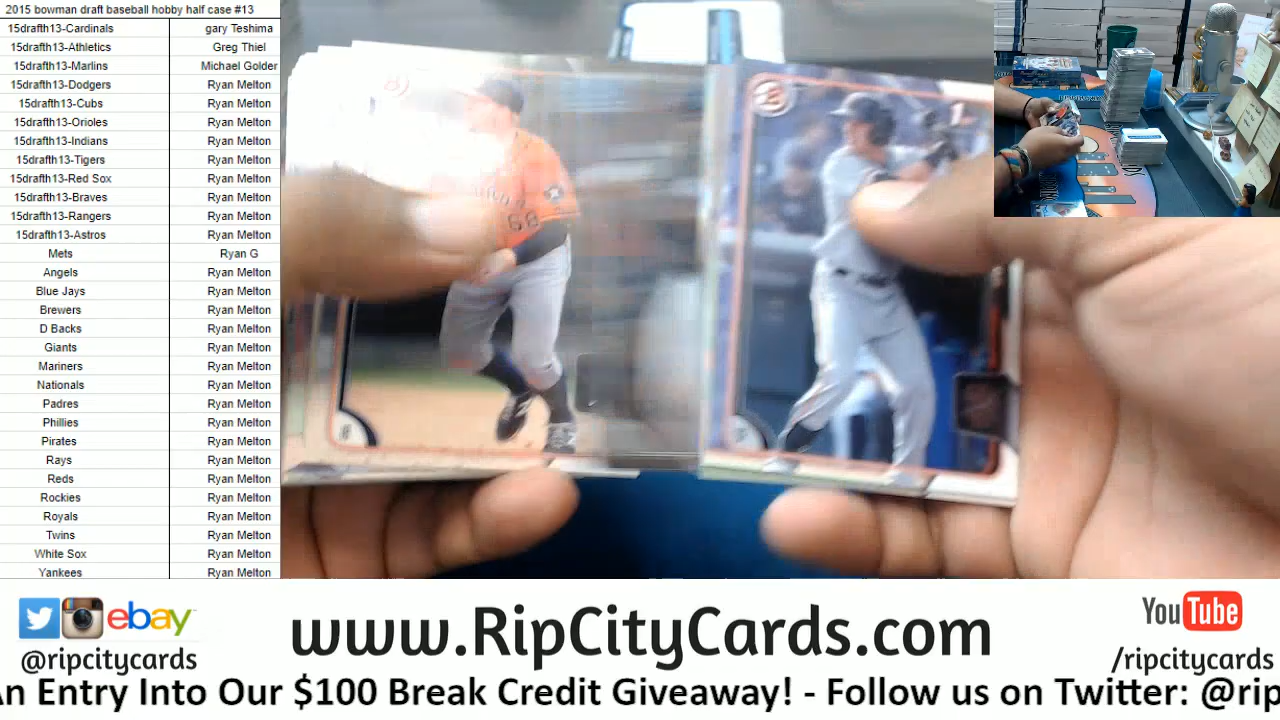 2015 bowman draft baseball hobby half case #13
15drafth13-Cardinals gary Teshima
15drafth13-Athletics Greg Thiel
15drafth13-Marlins Michael Golder
15drafth13-Dodgers Ryan Melton
15drafth13-Cubs Ryan Melton
15drafth13-Orioles Ryan Melton
15drafth13-Indians Ryan Melton
15drafth13-Tigers Ryan Melton
15drafth13-Red Sox Ryan Melton
15drafth13-Braves Ryan Melton
15drafth13-Rangers Ryan Melton
15drafth13-Astros Ryan Melton
Mets Ryan G
Angels Ryan Melton
Blue Jays Ryan Melton
Brewers Ryan Melton
D Backs Ryan Melton
Giants Ryan Melton
Mariners Ryan Melton
Nationals Ryan Melton
Padres Ryan Melton
Phillies Ryan Melton
Pirates Ryan Melton
Rays Ryan Melton
Reds Ryan Melton
Rockies Ryan Melton
Royals Ryan Melton
Twins Ryan Melton
White Sox Ryan Melton
Yankees Ryan Melton
68
ebay
@ripcitycards
www.RipCityCards.com
YouTube
/ripcitycards
An Entry Into Our $100 Break Credit Giveaway! - Follow us on Twitter: @rip